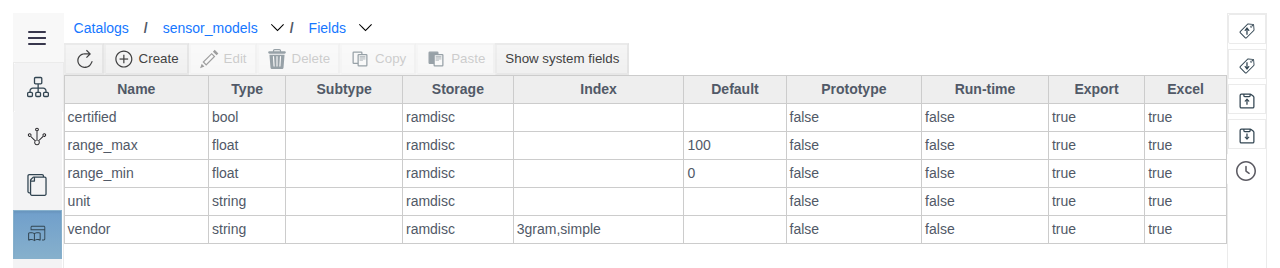 Catalogs / sensor_models / Fields
Create Edit Delete Copy Paste Show system fields
Name Type Subtype Storage Index Default Prototype Run-time Export Excel
certified bool ramdisc false false true true
range_max float ramdisc 100 false false true true
range_min float ramdisc 0 false false true true
unit string ramdisc false false true true
vendor string ramdisc 3gram,simple false false true true